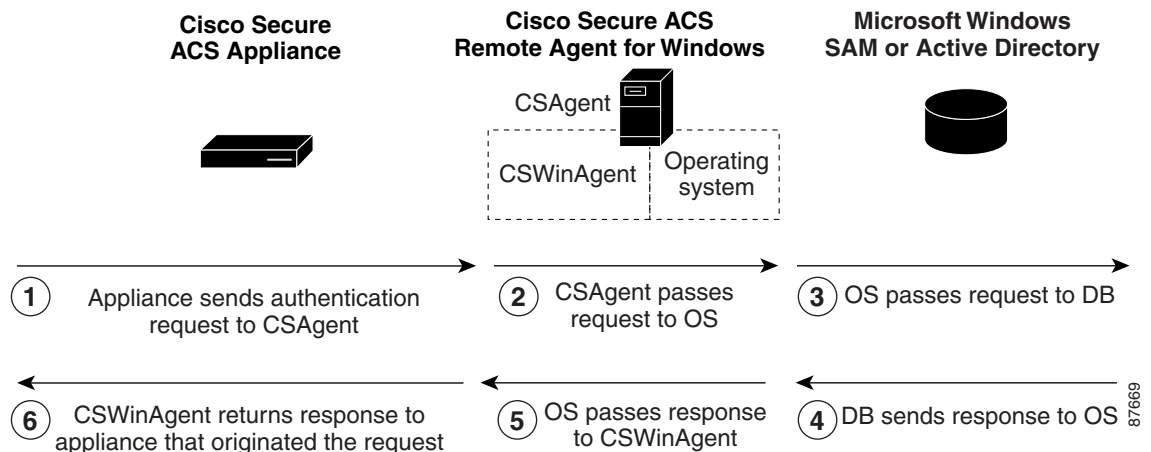 Cisco Secure
ACS Appliance
Cisco Secure ACS
Remote Agent for Windows
Microsoft Windows
SAM or Active Directory
CSAgent
CSWinAgent
Operating
system
1
Appliance sends authentication
request to CSAgent
2
CSAgent passes
request to OS
3
OS passes request to DB
6
CSWinAgent returns response to
appliance that originated the request
5
OS passes response
to CSWinAgent
4
DB sends response to OS
87669